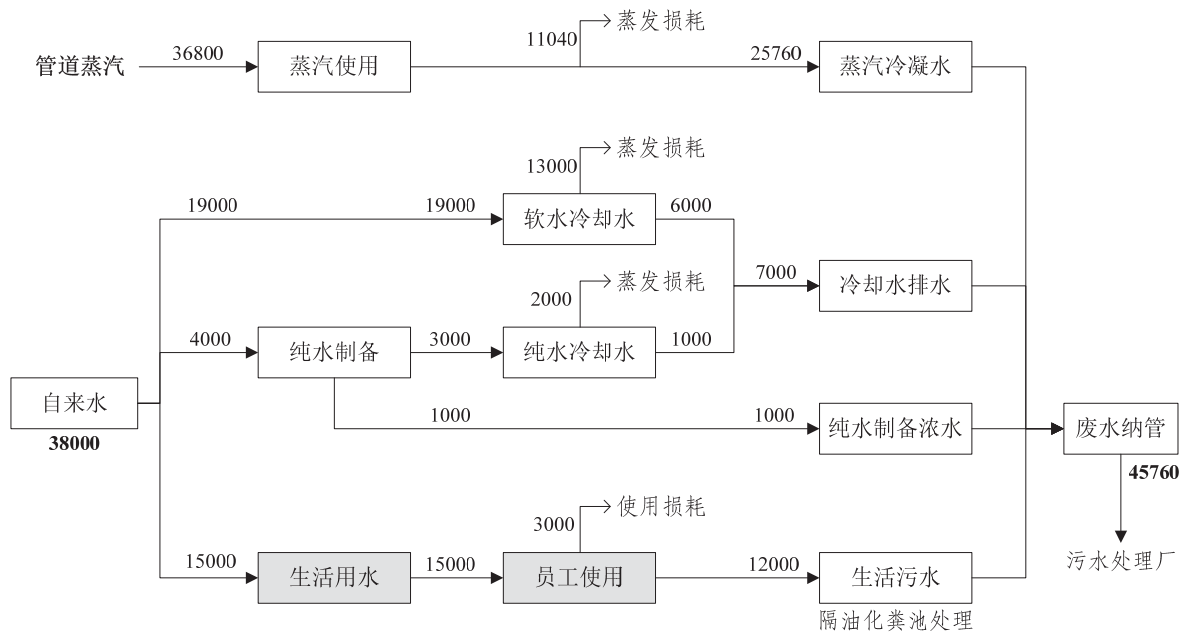 蒸发损耗
11040
36800
25760
管道蒸汽
蒸汽使用
蒸汽冷凝水
蒸发损耗
13000
19000
19000
软水冷却水
6000
7000
冷却水排水
蒸发损耗
2000
4000
纯水制备
3000
纯水冷却水
1000
自来水
38000
1000
1000
纯水制备浓水
废水纳管
45760
使用损耗
3000
15000
生活用水
15000
员工使用
12000
生活污水
隔油化粪池处理
污水处理厂